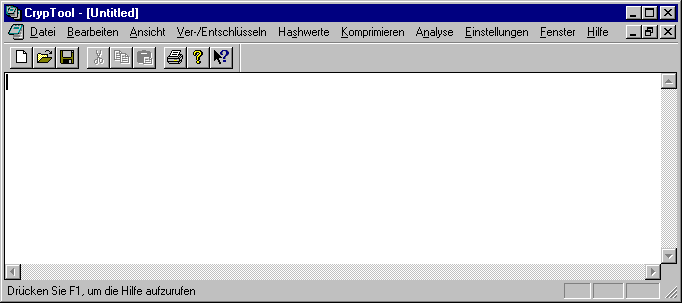 CrypTool - [Untitled]
Datei Bearbeiten Ansicht Ver-/Entschlüsseln Hashwerte Komprimieren Analyse Einstellungen Fenster Hilfe
Drücken Sie F1, um die Hilfe aufzurufen